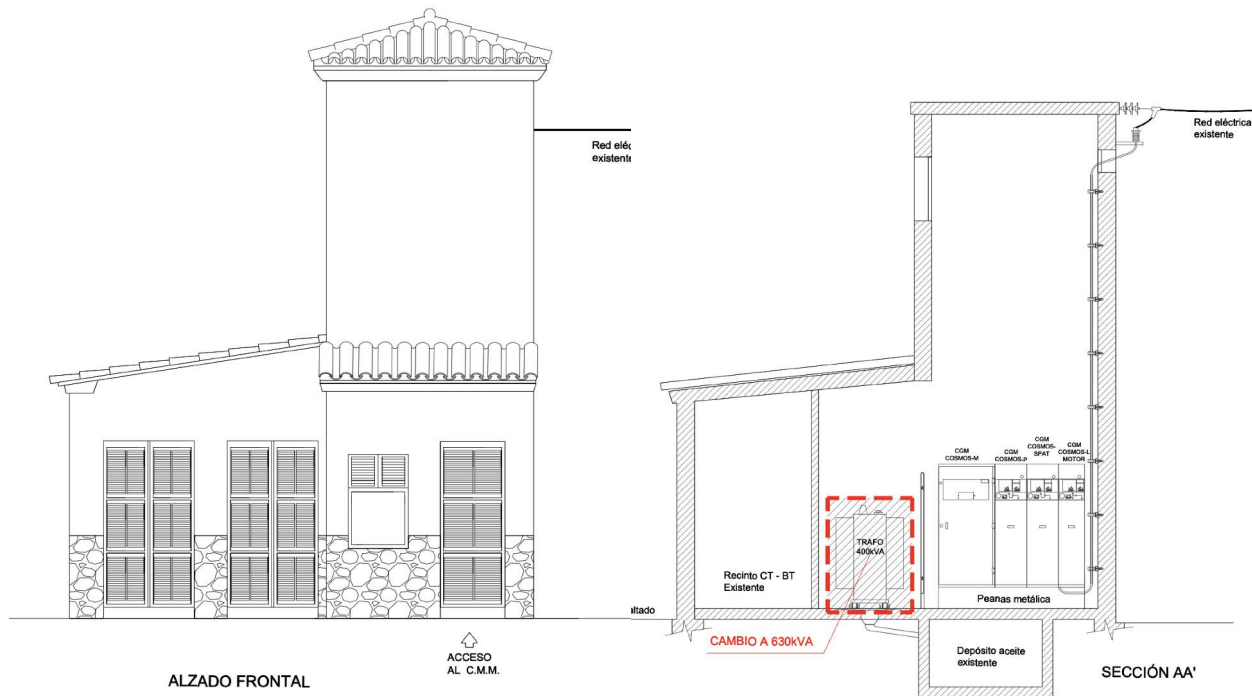 Red eléc
existente
ACCESO
AL C.M.M.
ALZADO FRONTAL
Red eléctrica
existente
CGM
COSMOS-M
CGM
COSMOS-P
CGM
COSMOS-
SPAT
CGM
COSMOS-L
MOTOR
TRAFO
400kVA
Recinto CT - BT
Existente
Peanas metálica
altado
CAMBIO A 630kVA
Depósito aceite
existente
SECCIÓN AA'